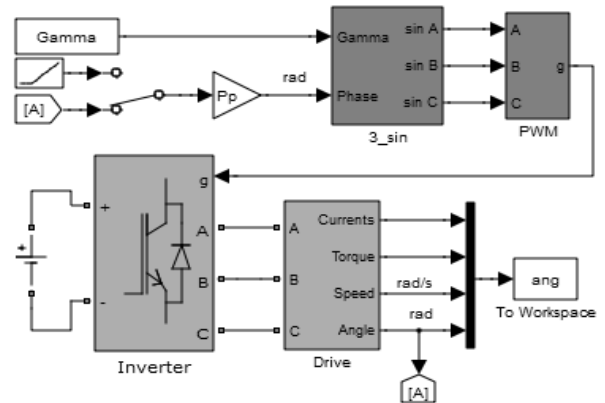 Gamma
[A]
Pp
rad
Gamma
Phase
sin A
sin B
sin C
3_sin
A
B
C
g
PWM
+
-
g
A
B
C
Inverter
+
A
B
C
Currents
Torque
Speed
Angle
Drive
rad/s
rad
[A]
ang
To Workspace